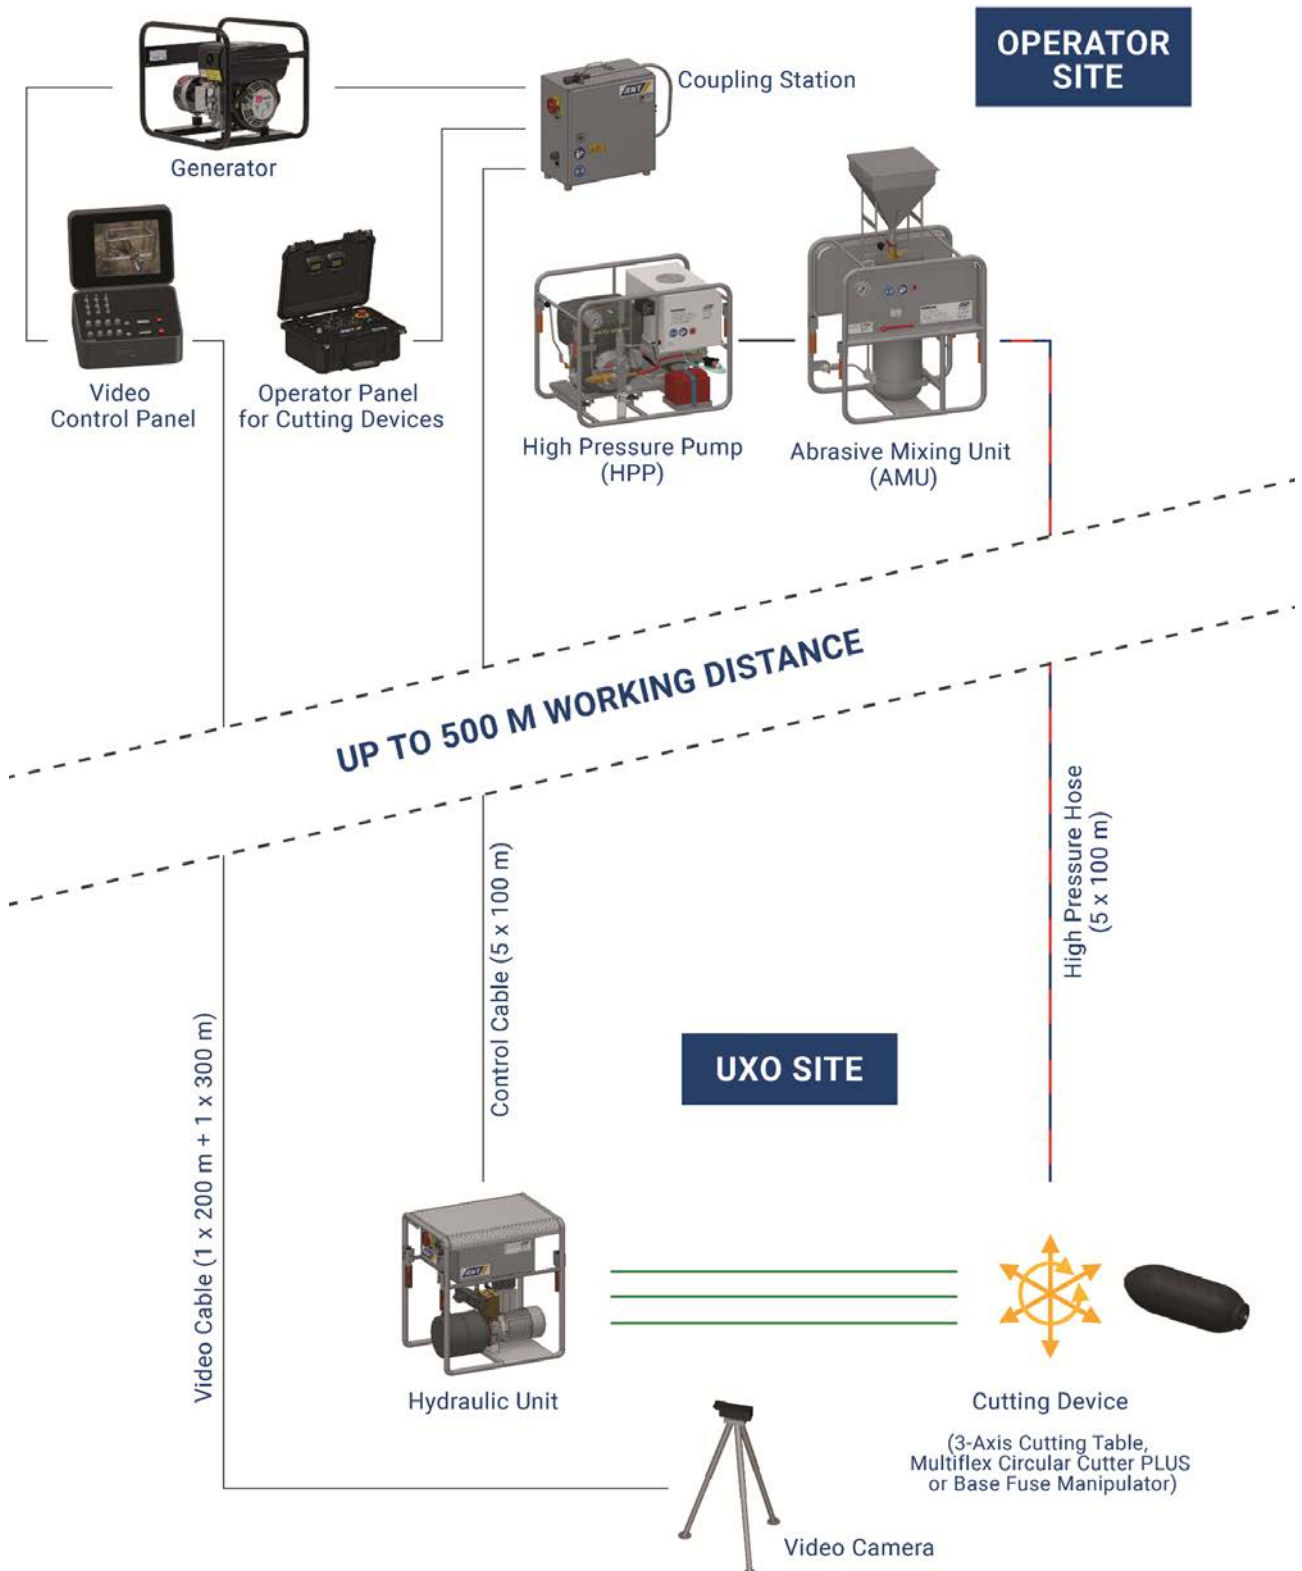 OPERATOR
SITE
Coupling Station
ANT
Generator
Video
Control Panel
Operator Panel
for Cutting Devices
ANT
High Pressure Pump
(HPP)
Abrasive Mixing Unit
(AMU)
UP TO 500 M WORKING DISTANCE
Video Cable (1 x 200 m + 1 x 300 m)
Control Cable (5 x 100 m)
High Pressure Hose
(5 x 100 m)
UXO SITE
ANT
Hydraulic Unit
Cutting Device
(3-Axis Cutting Table,
Multiflex Circular Cutter PLUS
or Base Fuse Manipulator)
Video Camera